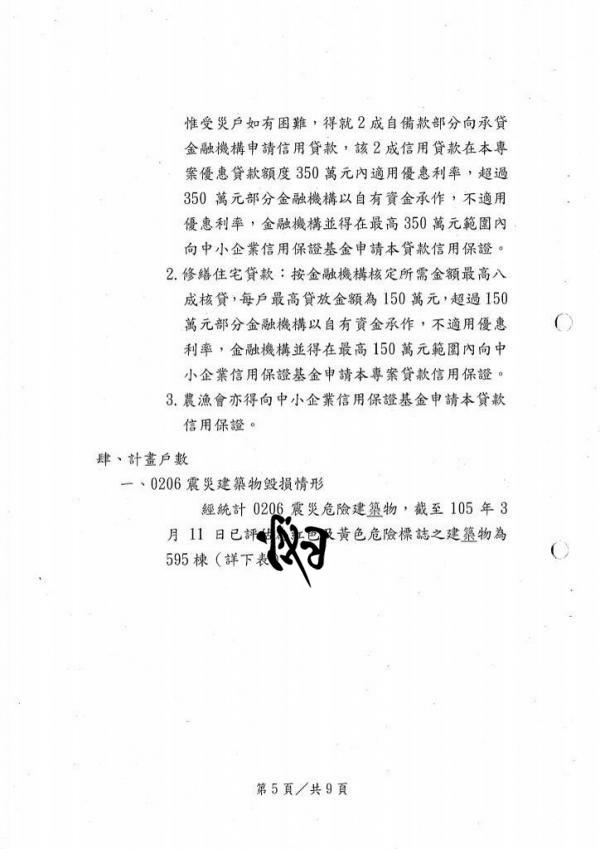 惟受災戶如有困難，得就2成自備款部分向承貸
金融機構申請信用貸款，該2成信用貸款在本專
案優惠貸款額度350萬元內適用優惠利率，超過
350萬元部分金融機構以自有資金承作，不適用
優惠利率，金融機構並得在最高350萬元範圍內
向中小企業信用保證基金申請本貸款信用保證。
2.修繕住宅貸款：按金融機構核定所需金額最高八
成核貸，每戶最高貸放金額為150萬元，超過150
萬元部分金融機構以自有資金承作，不適用優惠
利率，金融機構並得在最高150萬元範圍內向中
小企業信用保證基金申請本專案貸款信用保證。
3.農漁會亦得向中小企業信用保證基金申請本貸款
信用保證。
肆、計畫戶數
一、0206震災建築物毀損情形
經統計0206震災危險建築物，截至105年3
月11日已評估 紅色及黃色危險標誌之建築物為
595棟（詳下表
第5頁／共9頁